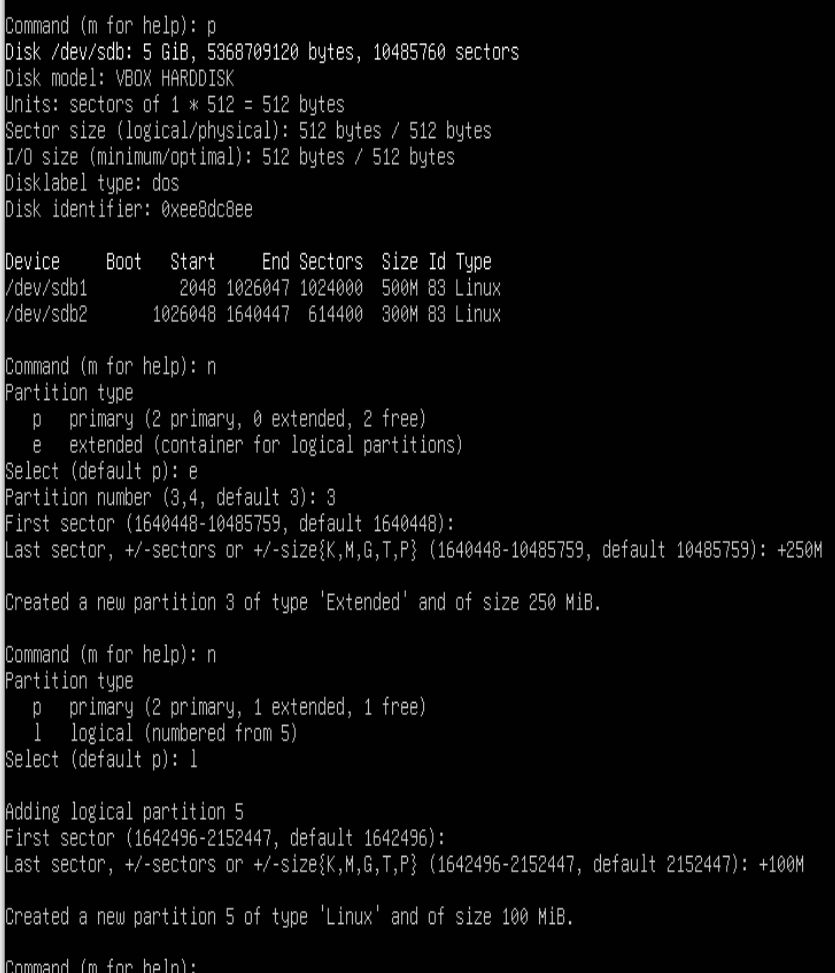 Command (m for help): p
Disk /dev/sdb: 5 GiB, 5368709120 bytes, 10485760 sectors
Disk model: VBOX HARDDISK
Units: sectors of 1 * 512 = 512 bytes
Sector size (logical/physical): 512 bytes / 512 bytes
I/O size (minimum/optimal): 512 bytes / 512 bytes
Disklabel type: dos
Disk identifier: 0xee8dc8ee
Device     Boot   Start     End Sectors  Size Id Type
/dev/sdb1          2048 1026047 1024000  500M 83 Linux
/dev/sdb2       1026048 1640447  614400  300M 83 Linux
Command (m for help): n
Partition type
   p   primary (2 primary, 0 extended, 2 free)
   e   extended (container for logical partitions)
Select (default p): e
Partition number (3,4, default 3): 3
First sector (1640448-10485759, default 1640448):
Last sector, +/-sectors or +/-size{K,M,G,T,P} (1640448-10485759, default 10485759): +250M
Created a new partition 3 of type 'Extended' and of size 250 MiB.
Command (m for help): n
Partition type
   p   primary (2 primary, 1 extended, 1 free)
   l   logical (numbered from 5)
Select (default p): l
Adding logical partition 5
First sector (1642496-2152447, default 1642496):
Last sector, +/-sectors or +/-size{K,M,G,T,P} (1642496-2152447, default 2152447): +100M
Created a new partition 5 of type 'Linux' and of size 100 MiB.
Command (m for help):